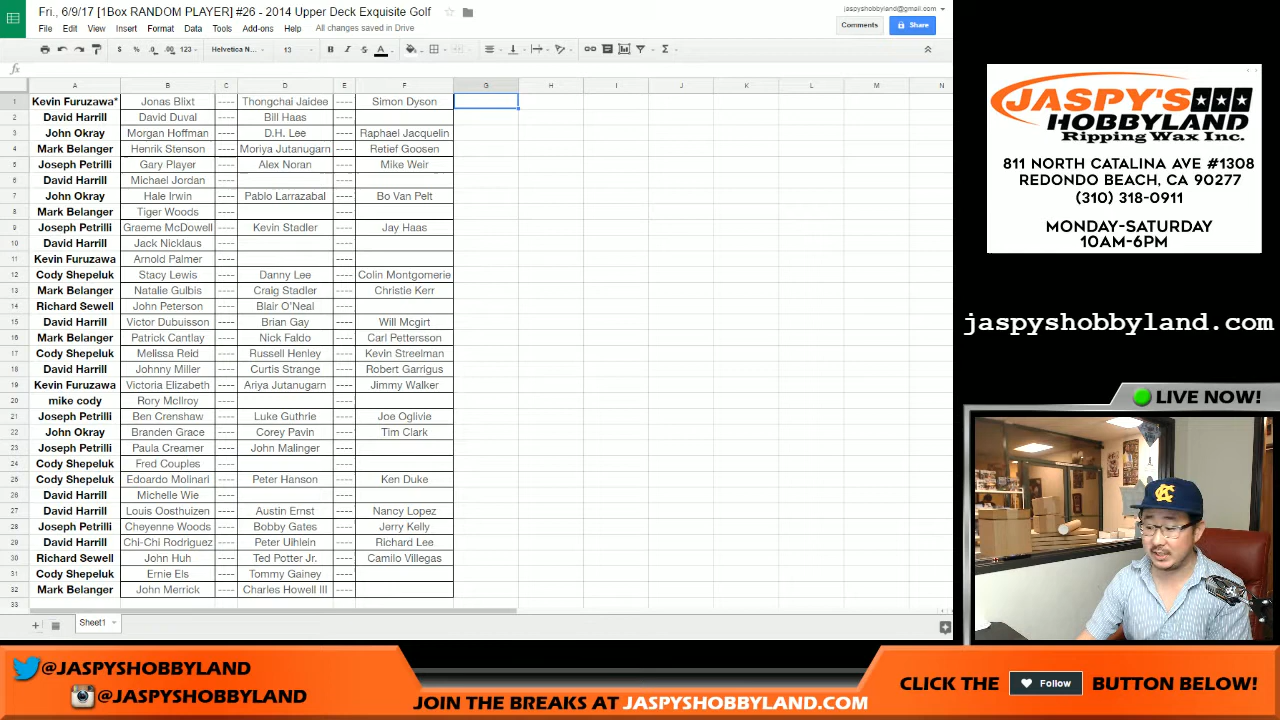 Fri., 6/9/17 [1Box RANDOM PLAYER] #26 - 2014 Upper Deck Exquisite Golf
jaspyshobbyland@gmail.com
File Edit View Insert Format Data Tools Add-ons Help All changes saved in Drive
Comments Share
$ % .0 .00 123 Helvetica N... 13
fx
A B C D E F G H I J K L M N
1 Kevin Furuzawa* Jonas Blixt ---- Thongchai Jaidee ---- Simon Dyson
2 David Harrill David Duval ---- Bill Haas ----
3 John Okray Morgan Hoffman ---- D.H. Lee ---- Raphael Jacquelin
4 Mark Belanger Henrik Stenson ---- Moriya Jutanugarn ---- Retief Goosen
5 Joseph Petrilli Gary Player ---- Alex Noran ---- Mike Weir
6 David Harrill Michael Jordan ---- ----
7 John Okray Hale Irwin ---- Pablo Larrazabal ---- Bo Van Pelt
8 Mark Belanger Tiger Woods ---- ----
9 Joseph Petrilli Graeme McDowell ---- Kevin Stadler ---- Jay Haas
10 David Harrill Jack Nicklaus ---- ----
11 Kevin Furuzawa Arnold Palmer ---- ----
12 Cody Shepeluk Stacy Lewis ---- Danny Lee ---- Colin Montgomerie
13 Mark Belanger Natalie Gulbis ---- Craig Stadler ---- Christie Kerr
14 Richard Sewell John Peterson ---- Blair O'Neal ----
15 David Harrill Victor Dubuisson ---- Brian Gay ---- Will Mcgirt
16 Mark Belanger Patrick Cantlay ---- Nick Faldo ---- Carl Pettersson
17 Cody Shepeluk Melissa Reid ---- Russell Henley ---- Kevin Streelman
18 David Harrill Johnny Miller ---- Curtis Strange ---- Robert Garrigus
19 Kevin Furuzawa Victoria Elizabeth ---- Ariya Jutanugarn ---- Jimmy Walker
20 mike cody Rory McIlroy ---- ----
21 Joseph Petrilli Ben Crenshaw ---- Luke Guthrie ---- Joe Oglivie
22 John Okray Branden Grace ---- Corey Pavin ---- Tim Clark
23 Joseph Petrilli Paula Creamer ---- John Malinger ----
24 Cody Shepeluk Fred Couples ---- ----
25 Cody Shepeluk Edoardo Molinari ---- Peter Hanson ---- Ken Duke
26 David Harrill Michelle Wie ---- ----
27 David Harrill Louis Oosthuizen ---- Austin Ernst ---- Nancy Lopez
28 Joseph Petrilli Cheyenne Woods ---- Bobby Gates ---- Jerry Kelly
29 David Harrill Chi-Chi Rodriguez ---- Peter Uihlein ---- Richard Lee
30 Richard Sewell John Huh ---- Ted Potter Jr. ---- Camilo Villegas
31 Cody Shepeluk Ernie Els ---- Tommy Gainey ----
32 Mark Belanger John Merrick ---- Charles Howell III ----
33
Sheet1
JASPY'S
HOBBYLAND
Ripping Wax Inc.
811 NORTH CATALINA AVE #1308
REDONDO BEACH, CA 90277
(310) 318-0911
MONDAY-SATURDAY
10AM-6PM
jaspyshobbyland.com
LIVE NOW!
@JASPYSHOBBYLAND
@JASPYSHOBBYLAND
JOIN THE BREAKS AT JASPYSHOBBYLAND.COM
CLICK THE Follow BUTTON BELOW!